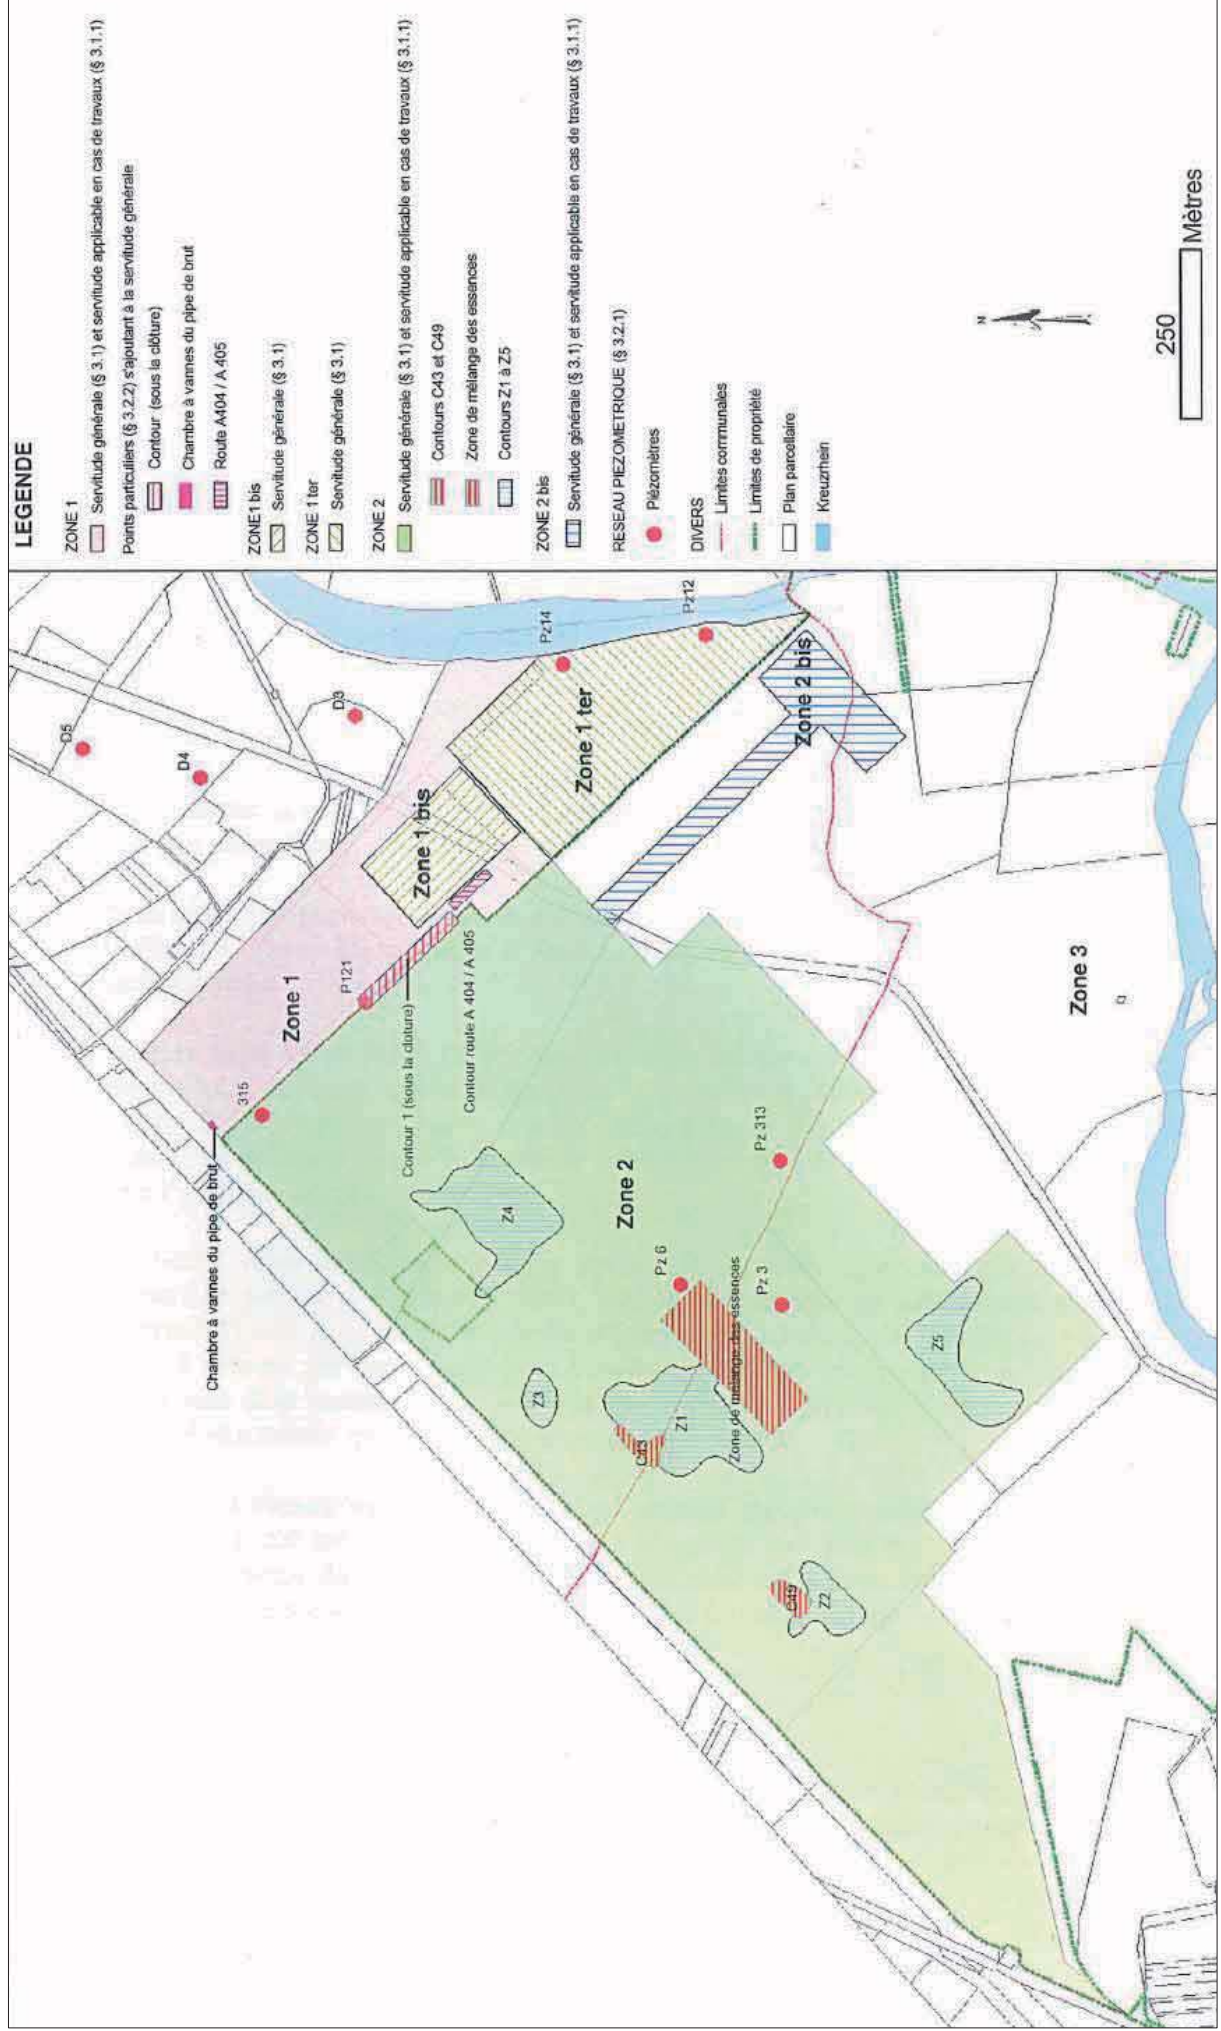 LEGENDE
ZONE 1
Servitude générale (§ 3.1) et servitude applicable en cas de travaux (§ 3.1.1)
Points particuliers (§ 3.2.2) s'ajoutant à la servitude générale
Contour (sous la clôture)
Chambre à vannes du pipe de brut
Route A404 / A 405
ZONE1 bis
Servitude générale (§ 3.1)
ZONE 1 ter
Servitude générale (§ 3.1)
ZONE 2
Servitude générale (§ 3.1) et servitude applicable en cas de travaux (§ 3.1.1)
Contours C43 et C49
Zone de mélange des essences
Contours Z1 à Z5
ZONE 2 bis
Servitude générale (§ 3.1) et servitude applicable en cas de travaux (§ 3.1.1)
RESEAU PIEZOMETRIQUE (§ 3.2.1)
Piézomètres
DIVERS
Limites communales
Limites de propriété
Plan parcellaire
Kreuzrhein
N
250
Mètres
D5
D4
D3
Pz14
Pz12
Zone 1 bis
Zone 1 ter
Zone 2 bis
Zone 1
P121
315
Chambre à vannes du pipe de brut
Contour 1 (sous la cloture)
Contour route A 404 / A 405
Zone 3
Zone 2
Z4
Pz 313
Pz 6
Pz 3
Zone de mélange des essences
Z3
C43
Z1
Z5
C49
Z2